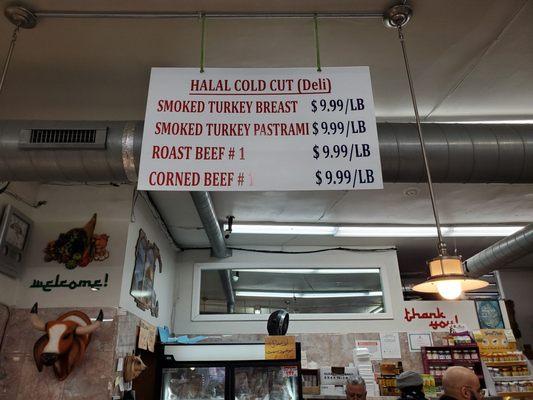 HALAL COLD CUT (Deli)
SMOKED TURKEY BREAST $9.99/LB
SMOKED TURKEY PASTRAMI $9.99/LB
ROAST BEEF # 1 $9.99/LB
CORNED BEEF # 1 $9.99/LB
welcome!
thank you!